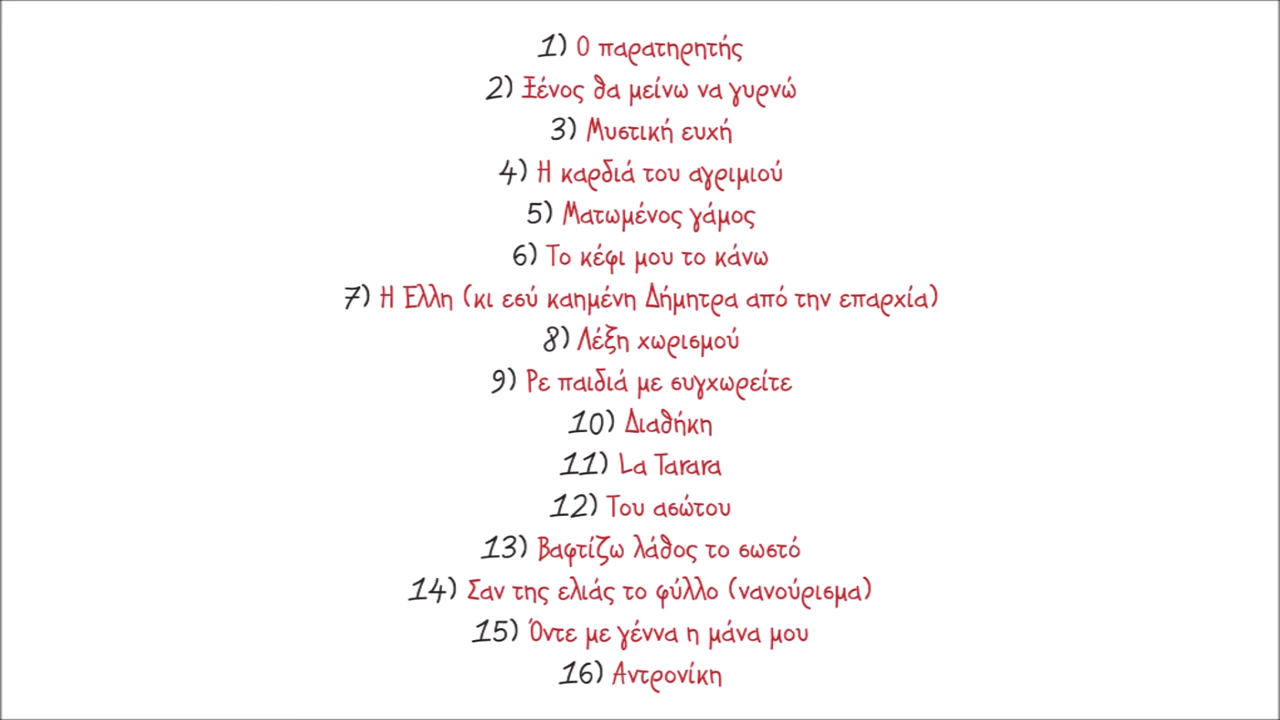 1) Ο παρατηρητής
2) Ξένος θα μείνω να γυρνώ
3) Μυστική ευχή
4) Η καρδιά του αγριμιού
5) Ματωμένος γάμος
6) Το κέφι μου το κάνω
7) Η Ελλη (κι εσύ καημένη Δήμητρα από την επαρχία)
8) Λέξη χωρισμού
9) Ρε παιδιά με συγχωρείτε
10) Διαθήκη
11) La Tarara
12) Του ασώτου
13) Βαφτίζω λάθος το σωστό
14) Σαν της ελιάς το φύλλο (νανούρισμα)
15) Όντε με γέννα η μάνα μου
16) Αντρονίκη